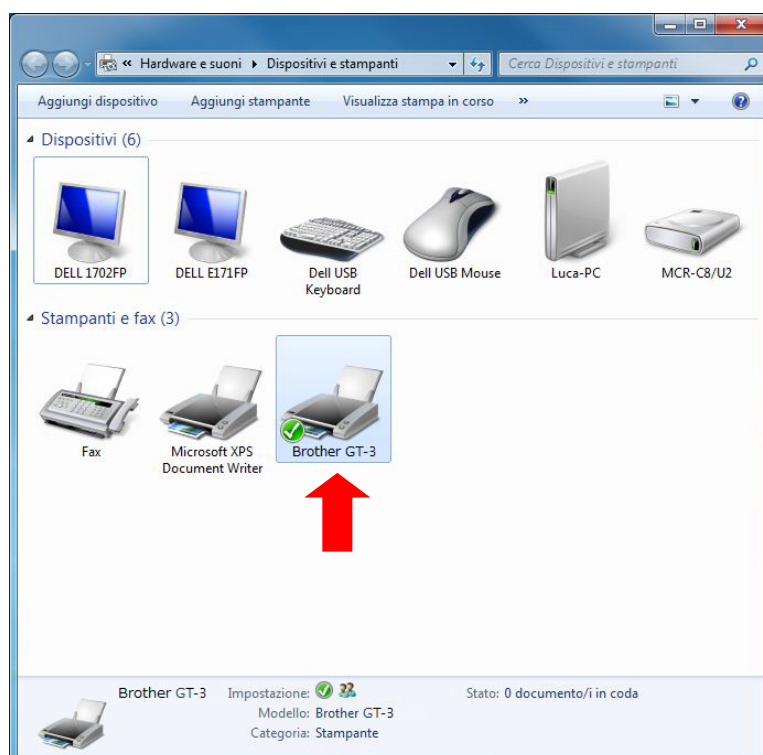 « Hardware e suoni Dispositivi e stampanti Cerca Dispositivi e stampanti
Aggiungi dispositivo Aggiungi stampante Visualizza stampa in corso »
Dispositivi (6)
DELL 1702FP DELL E171FP Dell USB Keyboard Dell USB Mouse Luca-PC MCR-C8/U2
Stampanti e fax (3)
Fax Microsoft XPS Document Writer Brother GT-3
Brother GT-3 Impostazione: Stato: 0 documento/i in coda
Modello: Brother GT-3
Categoria: Stampante